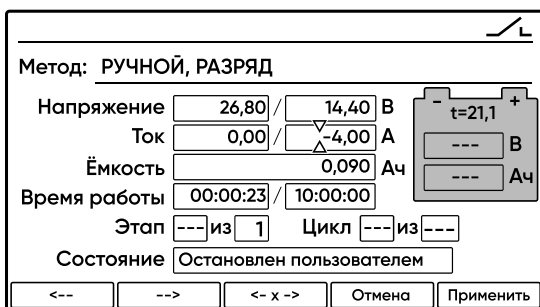 Метод: РУЧНОЙ, РАЗРЯД
Напряжение 26,80 / 14,40 В
Ток 0,00 / -4,00 А
Ёмкость 0,090 Ач
Время работы 00:00:23 / 10:00:00
Этап --- из 1 Цикл --- из ---
Состояние Остановлен пользователем
- +
t=21,1
--- В
--- Ач
<-- --> <- x -> Отмена Применить